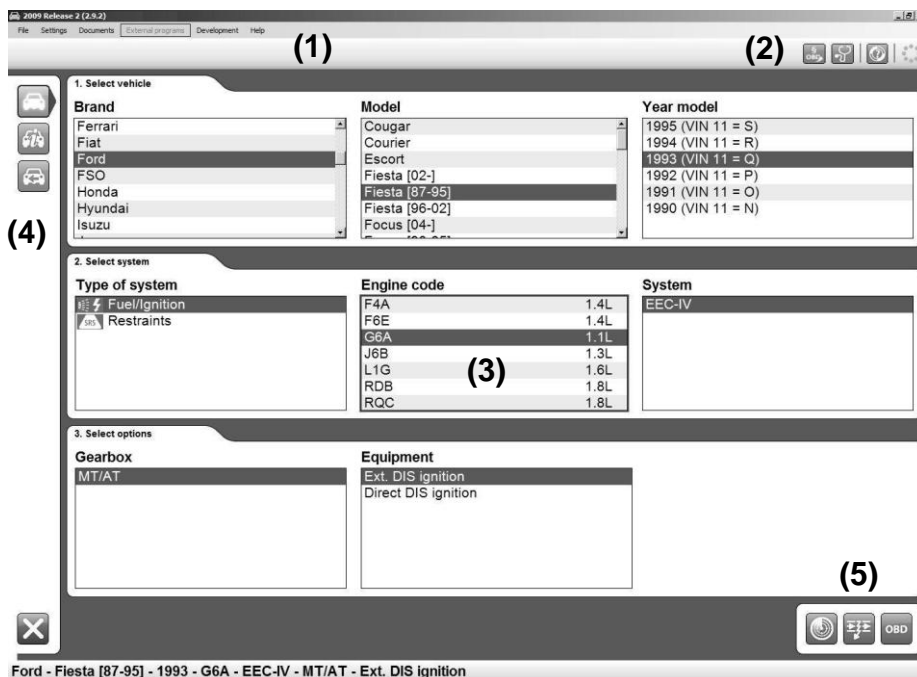 2009 Release 2 (2.9.2)
File Settings Documents External programs Development Help
(1)
(2)
OBD
1. Select vehicle
Brand Model Year model
Ferrari Cougar 1995 (VIN 11 = S)
Fiat Courier 1994 (VIN 11 = R)
Ford Escort 1993 (VIN 11 = Q)
FSO Fiesta [02-] 1992 (VIN 11 = P)
Honda Fiesta [87-95] 1991 (VIN 11 = O)
Hyundai Fiesta [96-02] 1990 (VIN 11 = N)
Isuzu Focus [04-]
(4)
2. Select system
Type of system Engine code System
Fuel/Ignition F4A 1.4L EEC-IV
SRS Restraints F6E 1.4L
G6A 1.1L
J6B 1.3L
L1G 1.6L
(3)
RDB 1.8L
RQC 1.8L
3. Select options
Gearbox Equipment
MT/AT Ext. DIS ignition
Direct DIS ignition
(5)
OBD
Ford - Fiesta [87-95] - 1993 - G6A - EEC-IV - MT/AT - Ext. DIS ignition